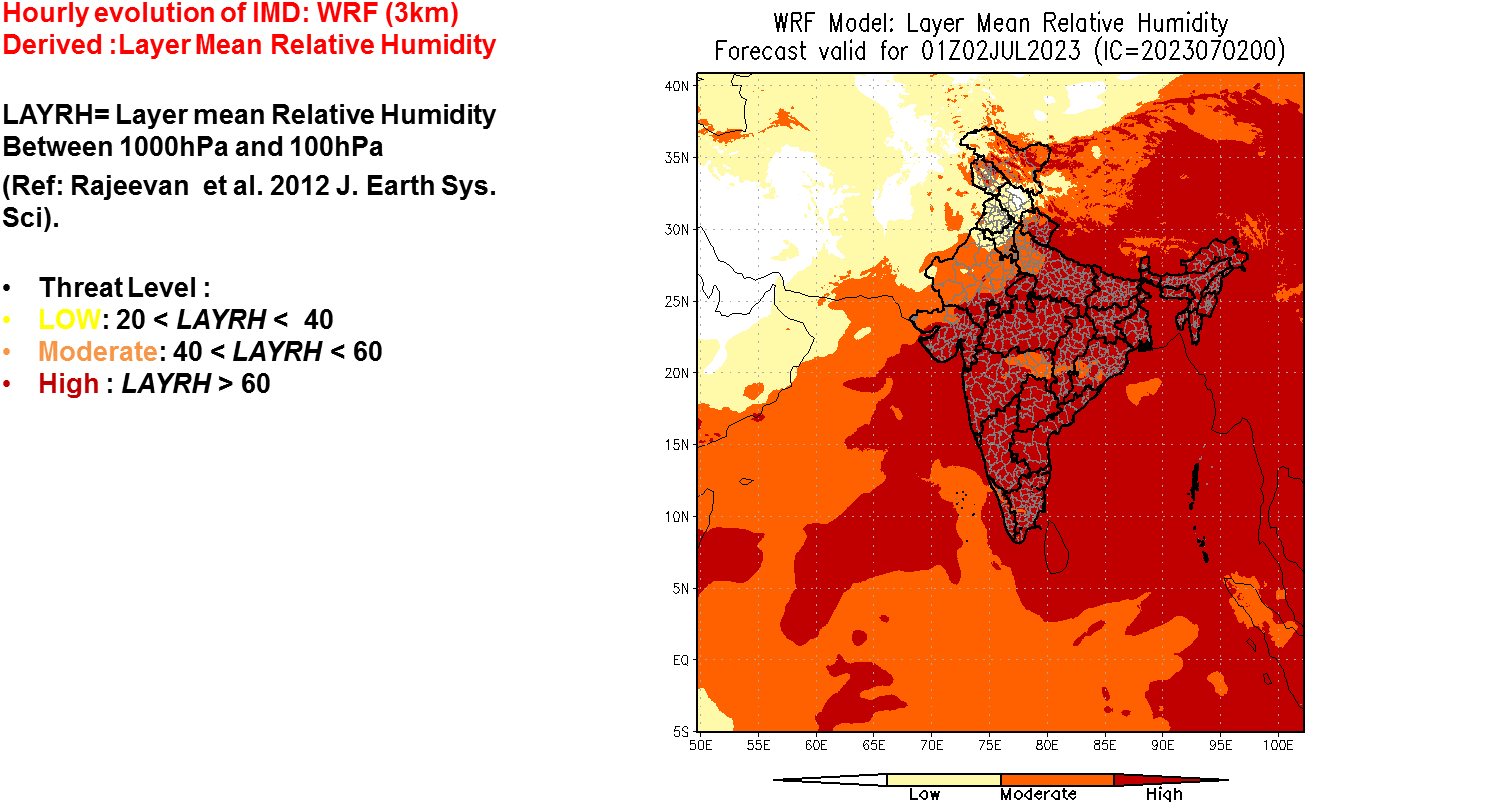 Hourly evolution of IMD: WRF (3km)
Derived :Layer Mean Relative Humidity
LAYRH= Layer mean Relative Humidity
Between 1000hPa and 100hPa
(Ref: Rajeevan et al. 2012 J. Earth Sys.
Sci).
• Threat Level :
• LOW: 20 < LAYRH < 40
• Moderate: 40 < LAYRH < 60
• High : LAYRH > 60
WRF Model: Layer Mean Relative Humidity
Forecast valid for 01Z02JUL2023 (IC=2023070200)
40N
35N
30N
25N
20N
15N
10N
5N
EQ
5S
50E 55E 60E 65E 70E 75E 80E 85E 90E 95E 100E
Low Moderate High